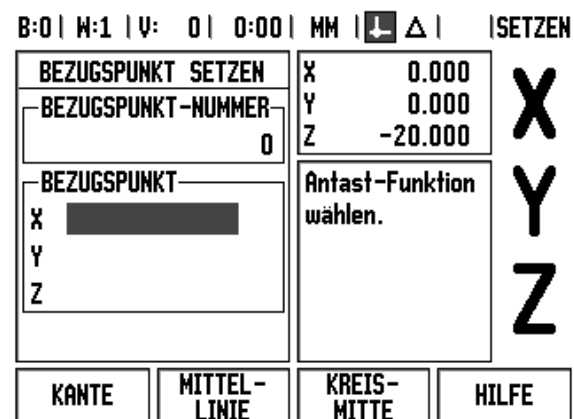 B:0 | W:1 | V: 0 | 0:00 | MM | Δ | | SETZEN
BEZUGSPUNKT SETZEN
BEZUGSPUNKT-NUMMER
0
BEZUGSPUNKT
X
Y
Z
X 0.000
Y 0.000
Z -20.000
Antast-Funktion
wählen.
X
Y
Z
KANTE
MITTEL-
LINIE
KREIS-
MITTE
HILFE